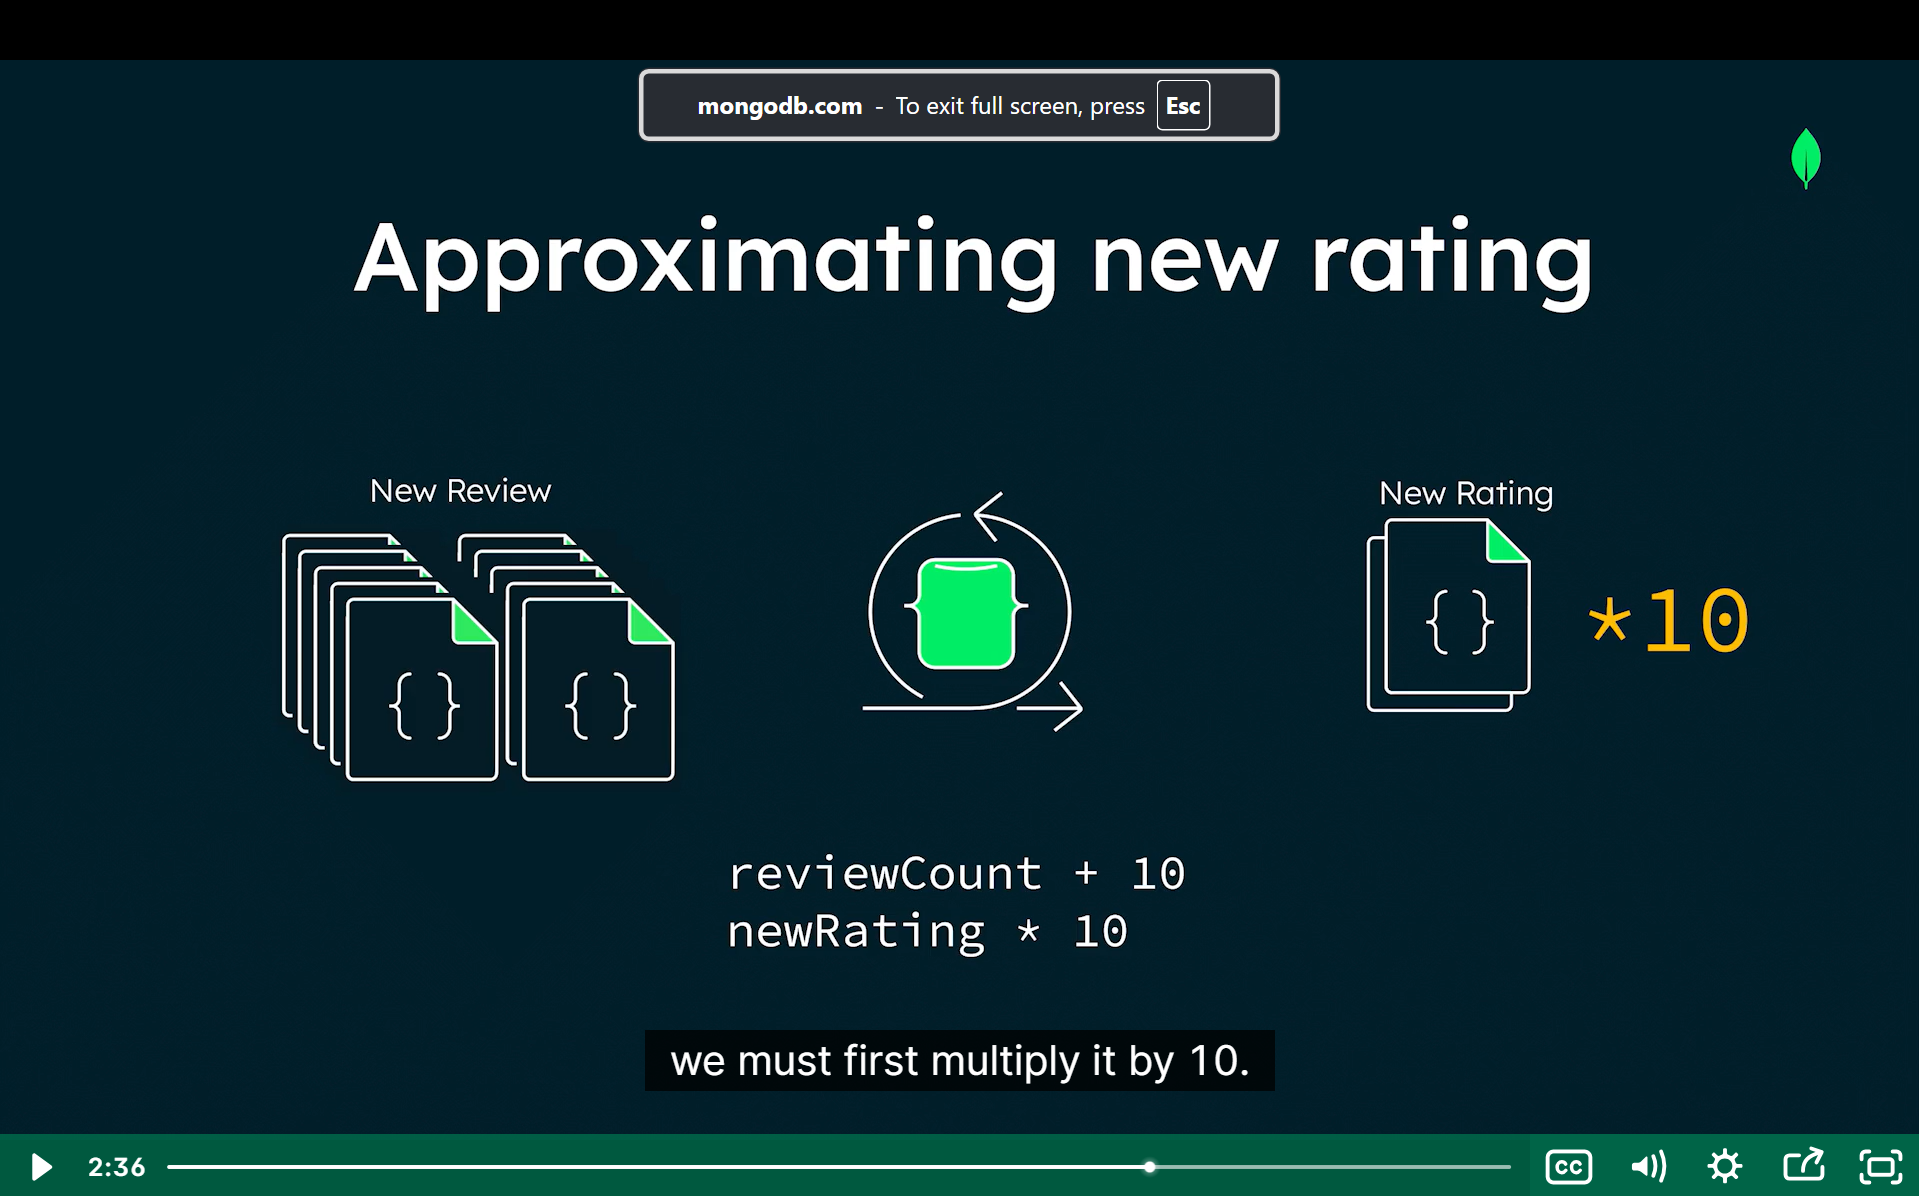 mongodb.com - To exit full screen, press Esc
Approximating new rating
New Review
{ }
{ }
{ }
New Rating
{ }
*10
reviewCount + 10
newRating * 10
we must first multiply it by 10.
2:36
CC